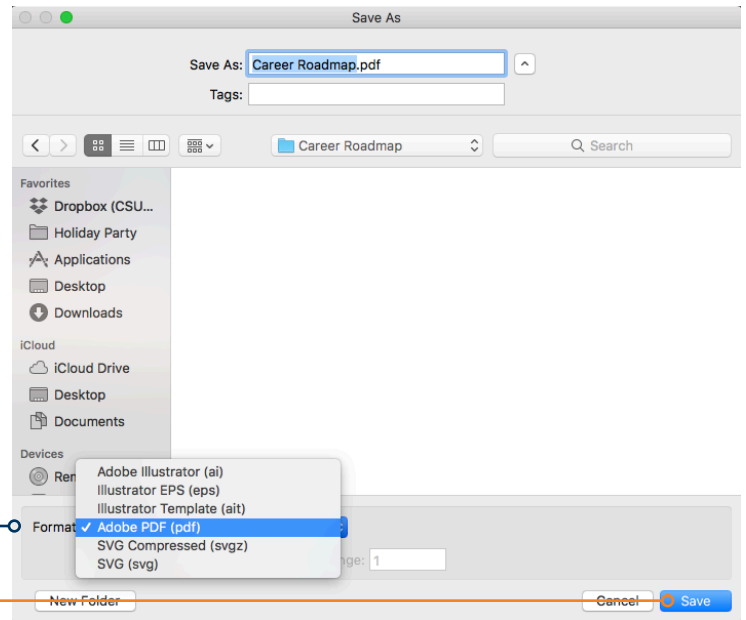 Save As
Save As: Career Roadmap.pdf
Tags:
Career Roadmap
Search
Favorites
Dropbox (CSU...
Holiday Party
Applications
Desktop
Downloads
iCloud
iCloud Drive
Desktop
Documents
Devices
Ren
Adobe Illustrator (ai)
Illustrator EPS (eps)
Illustrator Template (ait)
Format ✓ Adobe PDF (pdf)
SVG Compressed (svgz)
SVG (svg)
nge: 1
New Folder
Cancel
Save